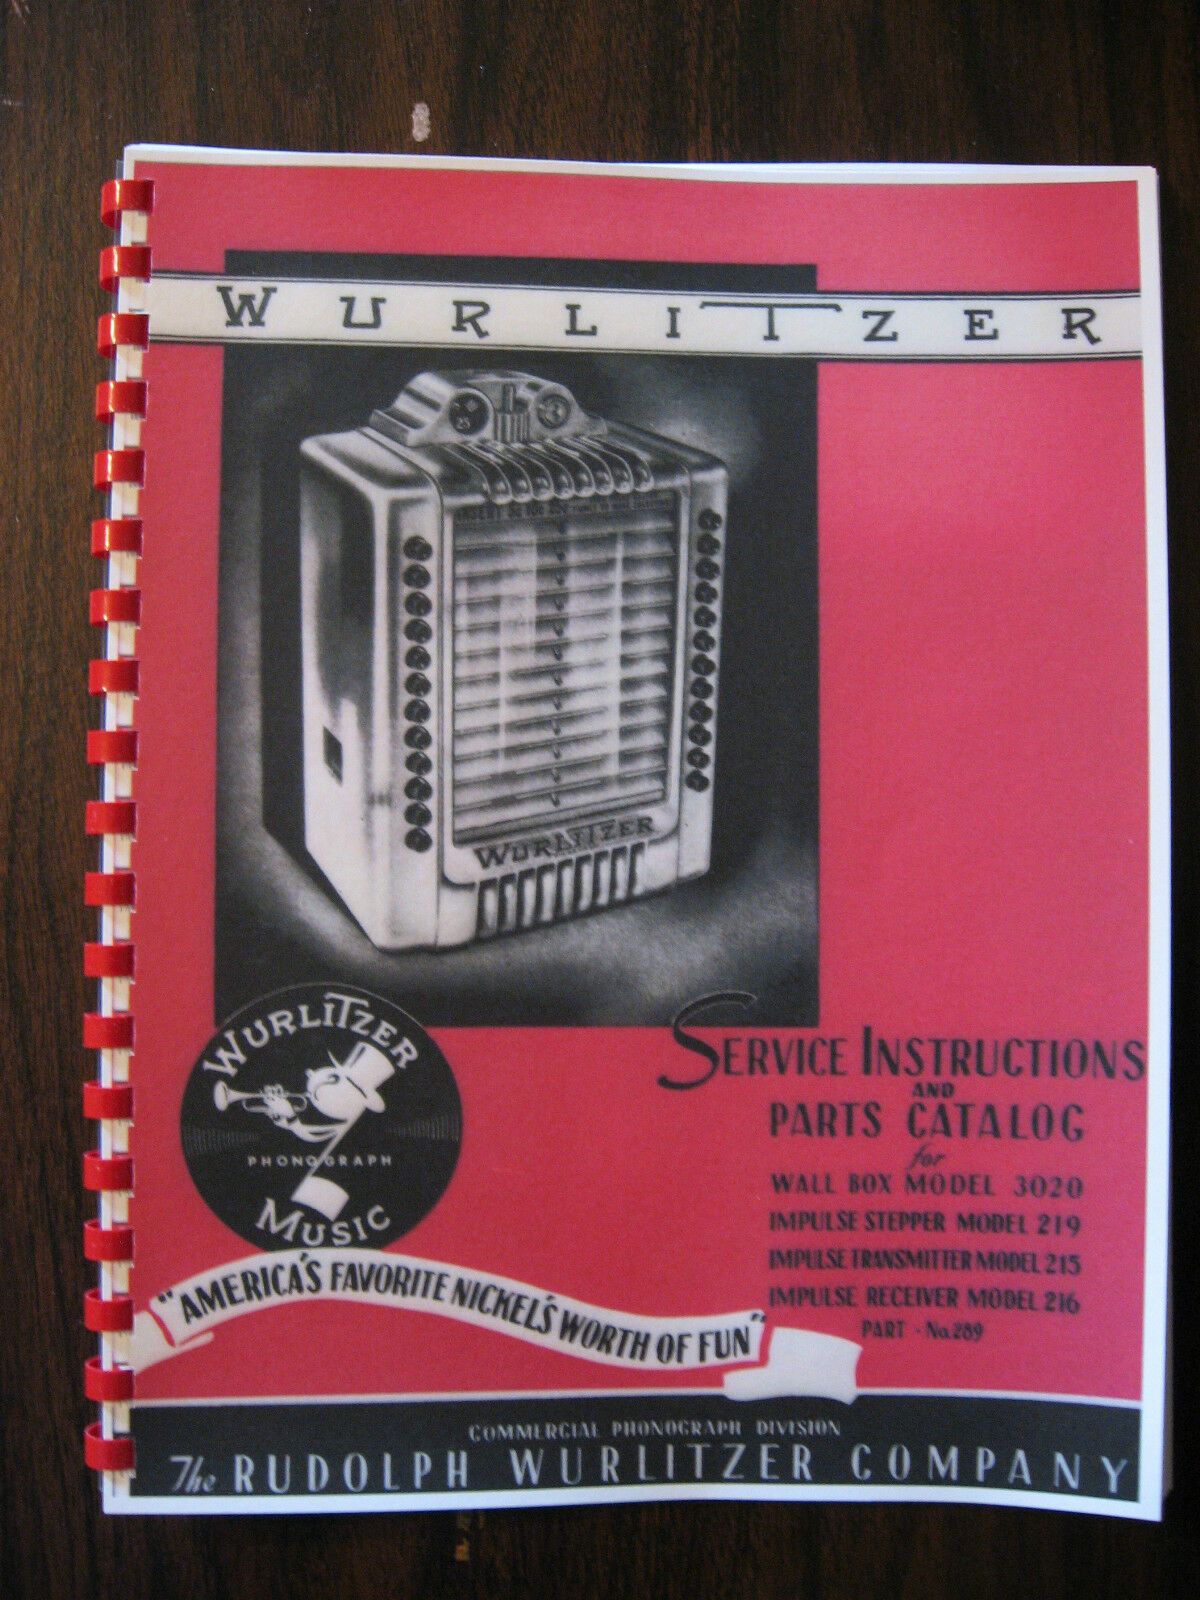 WURLITZER
25
WURLITZER
WURLITZER
PHONOGRAPH
MUSIC
"AMERICA'S FAVORITE NICKEL'S WORTH OF FUN"
SERVICE INSTRUCTIONS
AND
PARTS CATALOG
for
WALL BOX MODEL 3020
IMPULSE STEPPER MODEL 219
IMPULSE TRANSMITTER MODEL 215
IMPULSE RECEIVER MODEL 216
PART - No. 289
COMMERCIAL PHONOGRAPH DIVISION
The RUDOLPH WURLITZER COMPANY